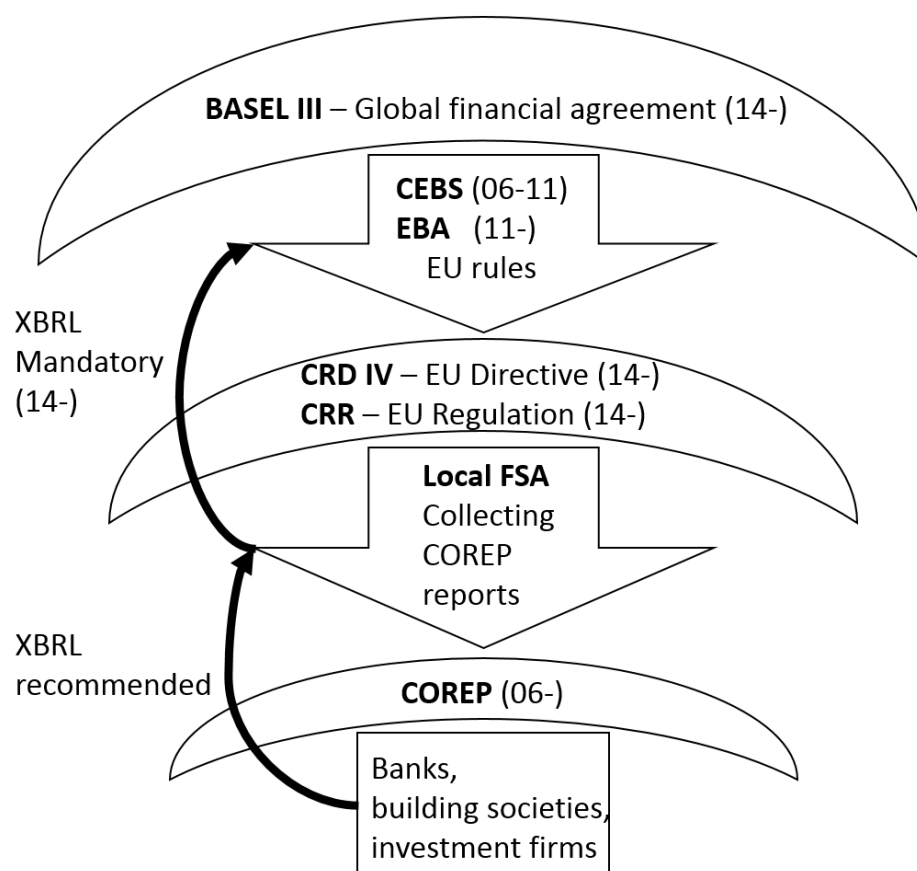 BASEL III – Global financial agreement (14-)
CEBS (06-11)
EBA (11-)
EU rules
XBRL
Mandatory
(14-)
CRD IV – EU Directive (14-)
CRR – EU Regulation (14-)
Local FSA
Collecting
COREP
reports
XBRL
recommended
COREP (06-)
Banks,
building societies,
investment firms